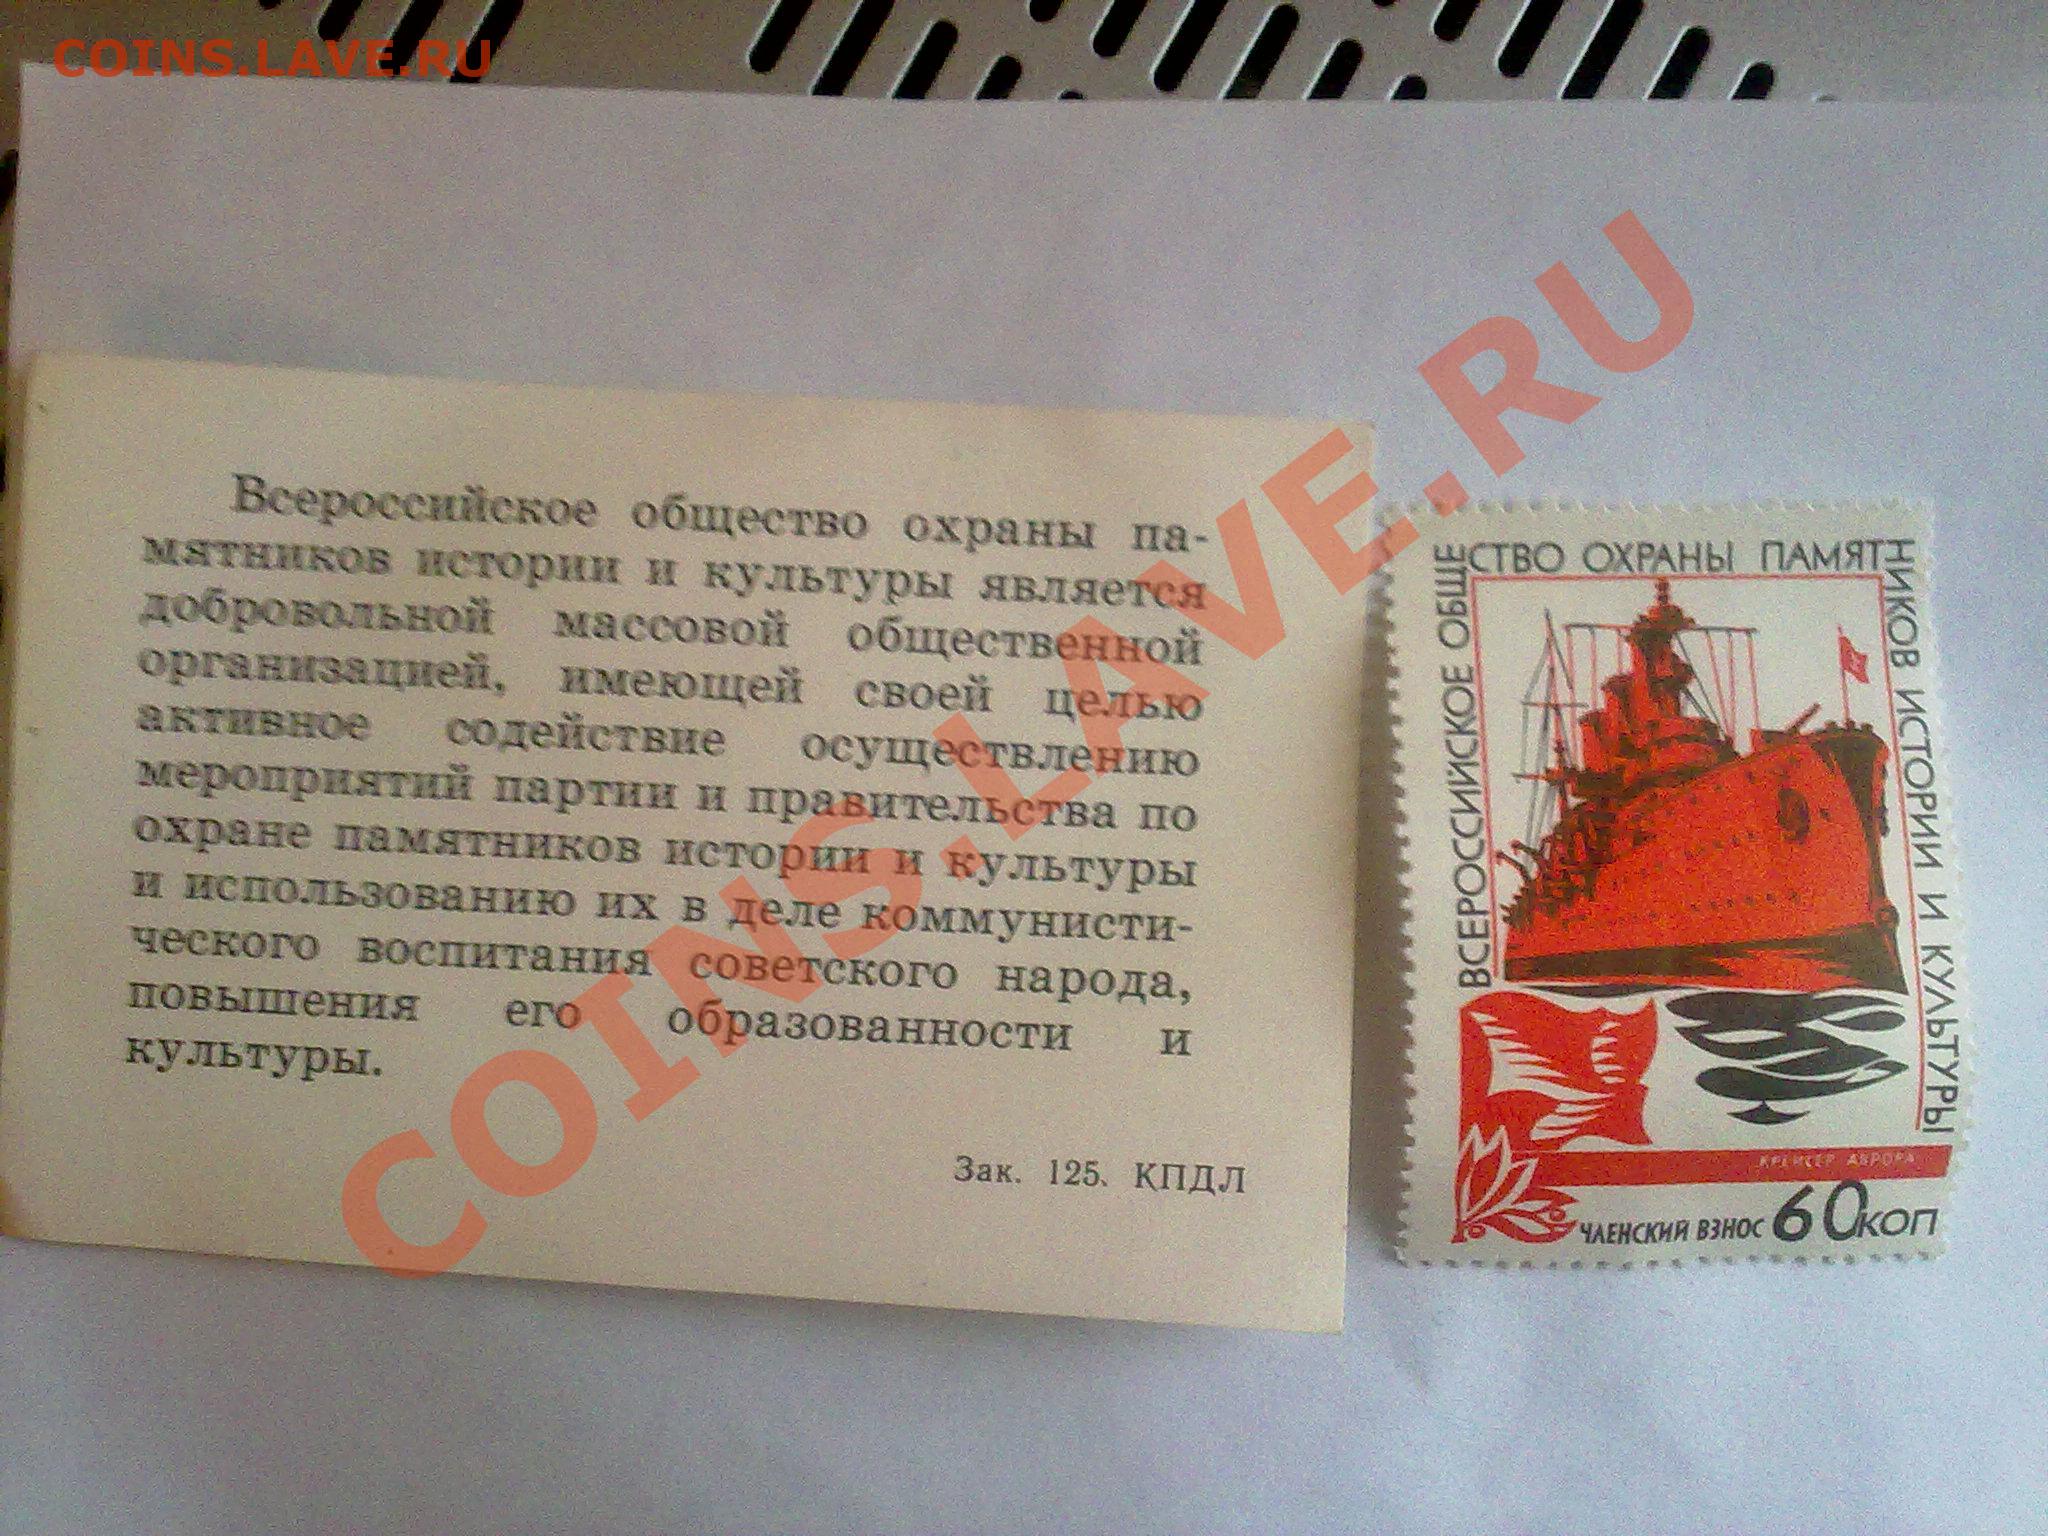 COINS.LAVE.RU
Всероссийское общество охраны па-
мятников истории и культуры является
добровольной массовой общественной
организацией, имеющей своей целью
активное содействие осуществлению
мероприятий партии и правительства по
охране памятников истории и культуры
и использованию их в деле коммунисти-
ческого воспитания советского народа,
повышения его образованности и
культуры.
Зак. 125. КПДЛ
ВСЕРОССИЙСКОЕ ОБЩЕСТВО ОХРАНЫ ПАМЯТНИКОВ ИСТОРИИ И КУЛЬТУРЫ
КРЕЙСЕР АВРОРА
ЧЛЕНСКИЙ ВЗНОС 60 КОП
COINS.LAVE.RU